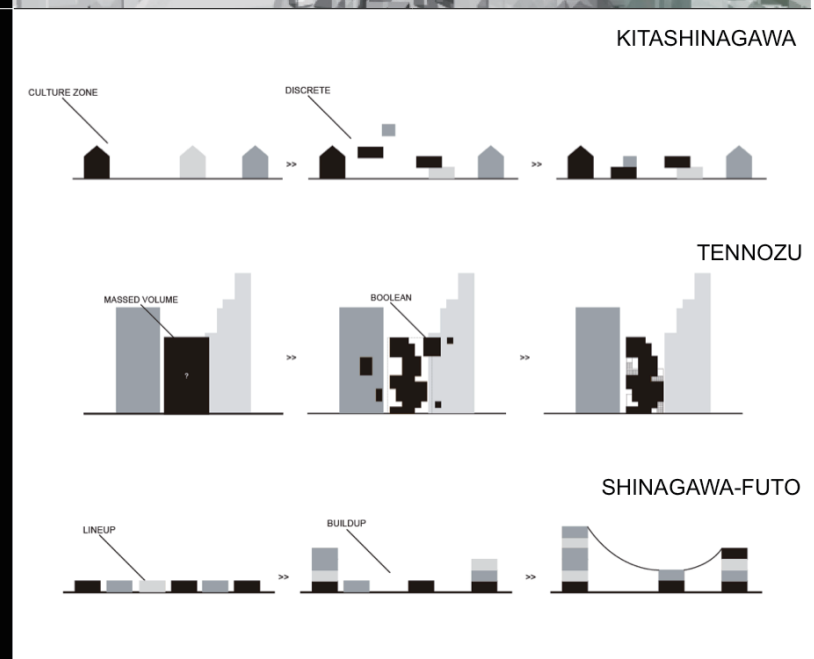 KITASHINAGAWA
CULTURE ZONE
DISCRETE
>>
>>
TENNOZU
MASSED VOLUME
BOOLEAN
?
>>
>>
SHINAGAWA-FUTO
LINEUP
BUILDUP
>>
>>